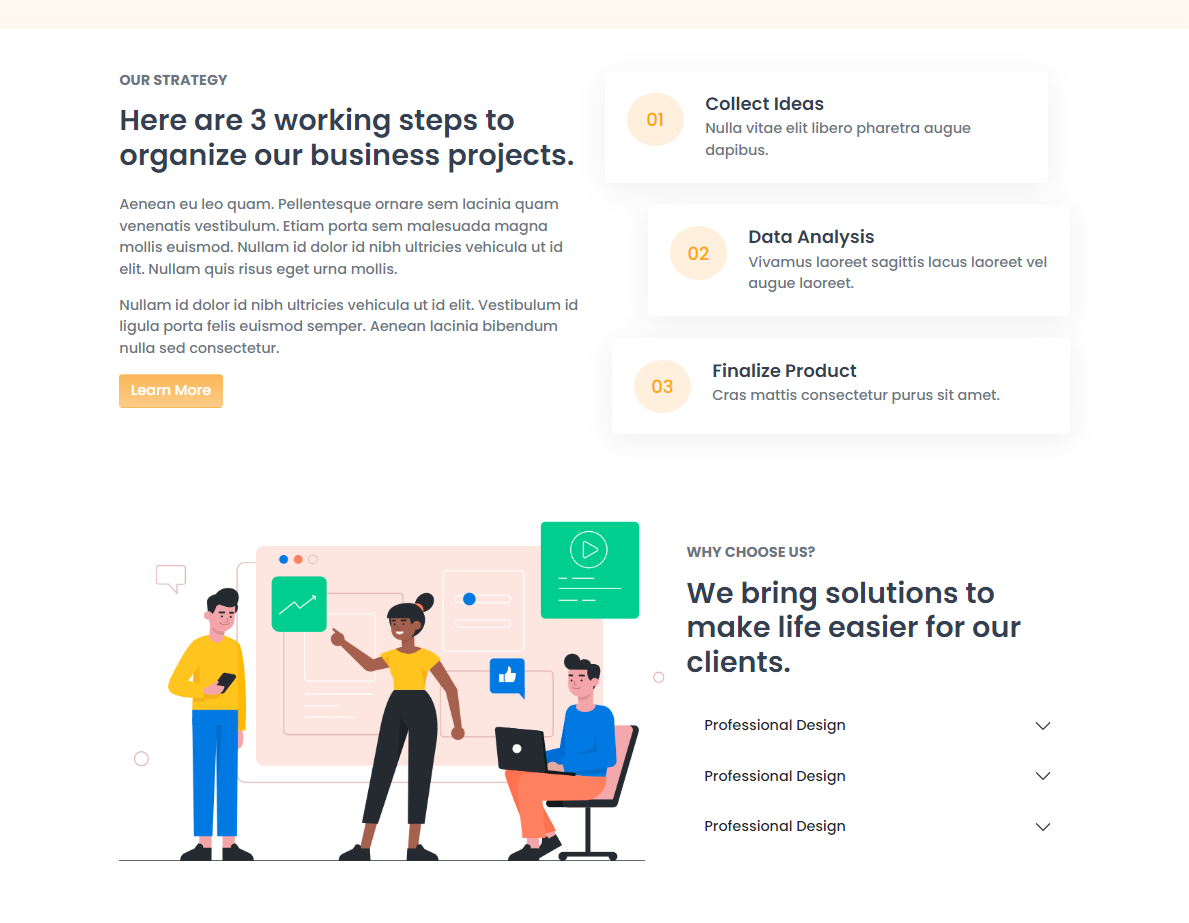 OUR STRATEGY
Here are 3 working steps to
organize our business projects.
Aenean eu leo quam. Pellentesque ornare sem lacinia quam
venenatis vestibulum. Etiam porta sem malesuada magna
mollis euismod. Nullam id dolor id nibh ultricies vehicula ut id
elit. Nullam quis risus eget urna mollis.
Nullam id dolor id nibh ultricies vehicula ut id elit. Vestibulum id
ligula porta felis euismod semper. Aenean lacinia bibendum
nulla sed consectetur.
Learn More
01
Collect Ideas
Nulla vitae elit libero pharetra augue
dapibus.
02
Data Analysis
Vivamus laoreet sagittis lacus laoreet vel
augue laoreet.
03
Finalize Product
Cras mattis consectetur purus sit amet.
WHY CHOOSE US?
We bring solutions to
make life easier for our
clients.
Professional Design
Professional Design
Professional Design